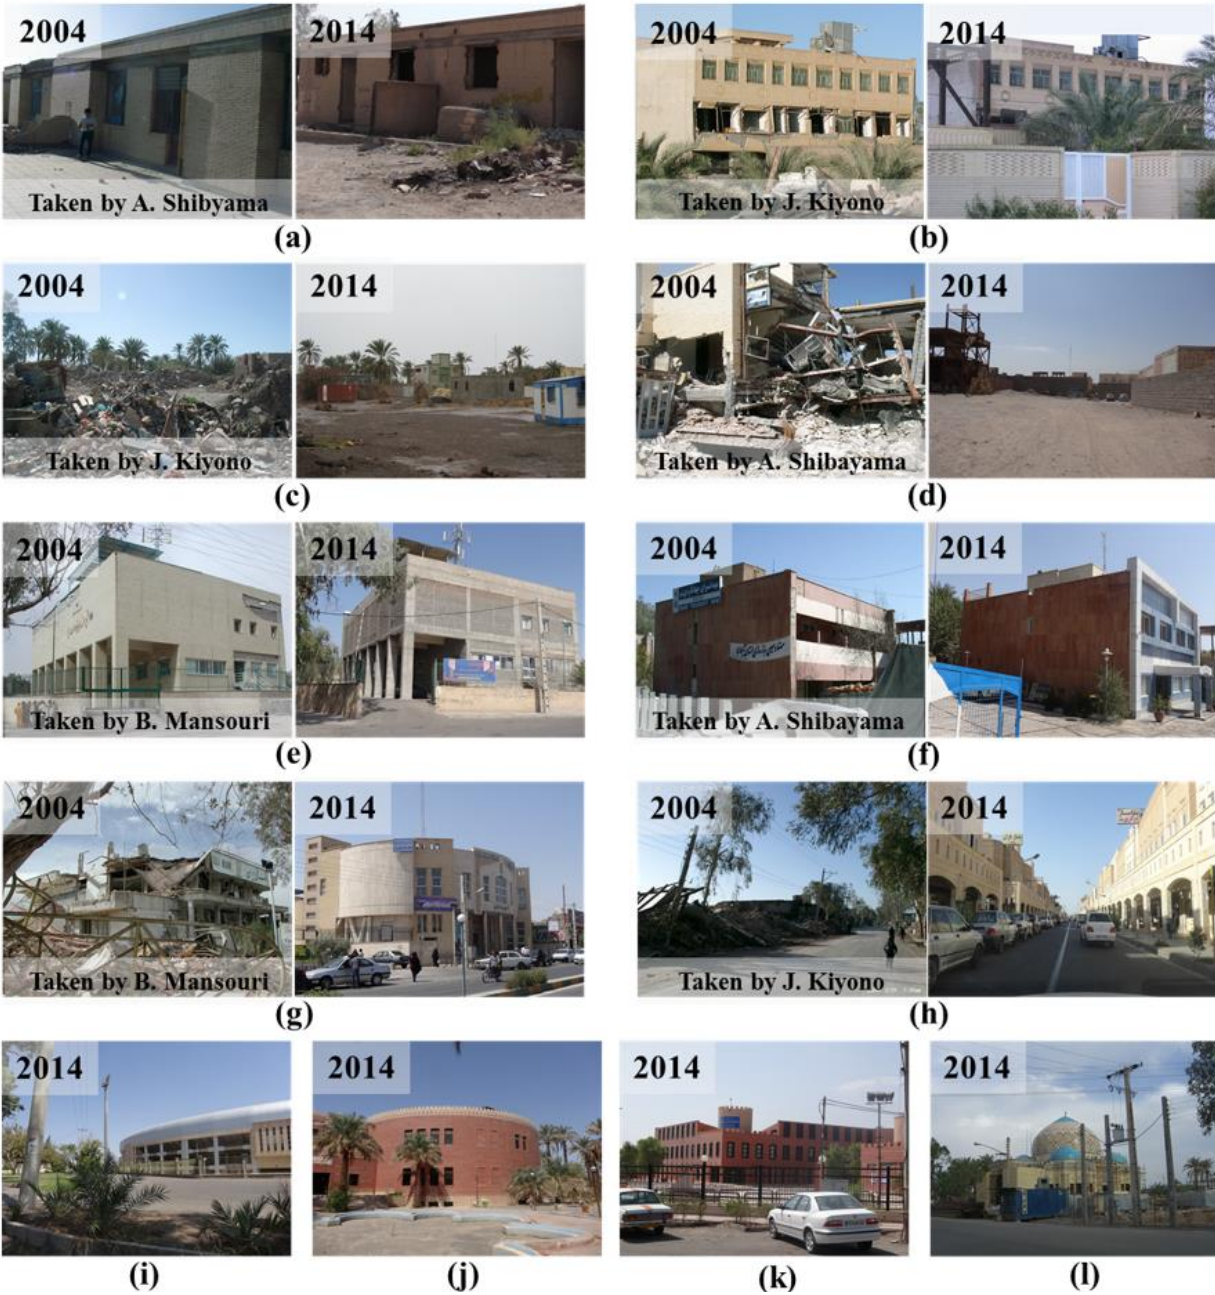 2004
2014
Taken by A. Shibyama
(a)
2004
2014
Taken by J. Kiyono
(b)
2004
2014
Taken by J. Kiyono
(c)
2004
2014
Taken by A. Shibayama
(d)
2004
2014
Taken by B. Mansouri
(e)
2004
2014
Taken by A. Shibayama
(f)
2004
2014
Taken by B. Mansouri
(g)
2004
2014
Taken by J. Kiyono
(h)
2014
(i)
2014
(j)
2014
(k)
2014
(l)